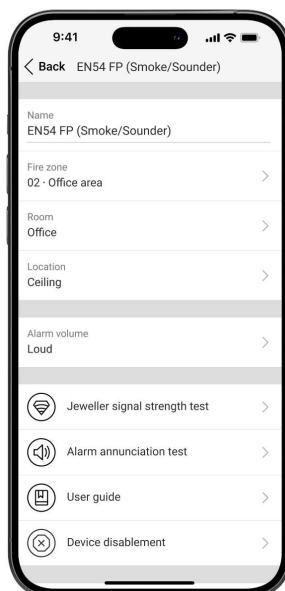 9:41
Back EN54 FP (Smoke/Sounder)
Name
EN54 FP (Smoke/Sounder)
Fire zone
02 · Office area
Room
Office
Location
Ceiling
Alarm volume
Loud
Jeweller signal strength test
Alarm annunciation test
User guide
Device disablement